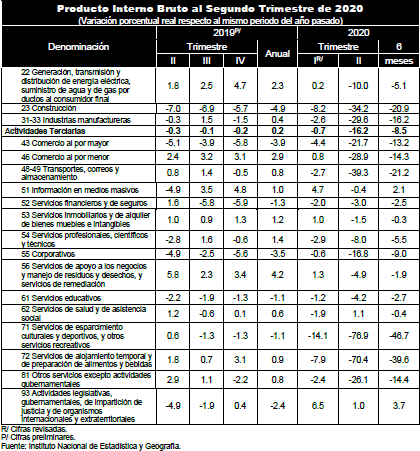 Producto Interno Bruto al Segundo Trimestre de 2020
(Variación porcentual real respecto al mismo periodo del año pasado)
Denominación 2019P/ 2020
Trimestre Anual Trimestre 6
II III IV IR/ II meses
22 Generación, transmisión y
distribución de energía eléctrica,
suministro de agua y de gas por
ductos al consumidor final 1.8 2.5 4.7 2.3 0.2 -10.0 -5.1
23 Construcción -7.0 -6.9 -5.7 -4.9 -8.2 -34.2 -20.9
31-33 Industrias manufactureras -0.3 1.5 -1.5 0.4 -2.6 -29.6 -16.2
Actividades Terciarias -0.3 -0.1 -0.2 0.2 -0.7 -16.2 -8.5
43 Comercio al por mayor -5.1 -3.9 -5.8 -3.9 -4.4 -21.7 -13.2
46 Comercio al por menor 2.4 3.2 3.1 2.9 0.8 -28.9 -14.3
48-49 Transportes, correos y
almacenamiento 0.8 1.4 -0.5 0.8 -2.7 -39.3 -21.2
51 Información en medios masivos -4.9 3.5 4.8 1.0 4.7 -0.4 2.1
52 Servicios financieros y de seguros 1.6 -5.8 -5.9 -1.3 -2.0 -3.0 -2.5
53 Servicios inmobiliarios y de alquiler
de bienes muebles e intangibles 1.0 0.9 1.3 1.2 1.0 -1.5 -0.3
54 Servicios profesionales, científicos
y técnicos -2.8 1.6 -0.6 1.4 -2.9 -8.0 -5.5
55 Corporativos -4.9 -2.5 -5.6 -3.5 -0.6 -16.8 -9.0
56 Servicios de apoyo a los negocios
y manejo de residuos y desechos, y
servicios de remediación 5.8 2.3 3.4 4.2 1.3 -4.9 -1.9
61 Servicios educativos -2.2 -1.9 -1.3 -1.1 -1.2 -4.2 -2.7
62 Servicios de salud y de asistencia
social 1.2 -0.6 0.1 0.6 -1.9 1.1 -0.4
71 Servicios de esparcimiento
culturales y deportivos, y otros
servicios recreativos 0.6 -1.3 -1.3 -1.1 -14.1 -76.9 -46.7
72 Servicios de alojamiento temporal y
de preparación de alimentos y bebidas 1.8 0.7 3.1 0.9 -7.9 -70.4 -39.6
81 Otros servicios excepto actividades
gubernamentales 2.9 1.1 -2.2 0.8 -2.4 -26.1 -14.4
93 Actividades legislativas,
gubernamentales, de impartición de
justicia y de organismos
internacionales y extraterritoriales -4.9 -1.9 0.4 -2.4 6.5 1.0 3.7
R/ Cifras revisadas.
P/ Cifras preliminares.
Fuente: Instituto Nacional de Estadística y Geografía.